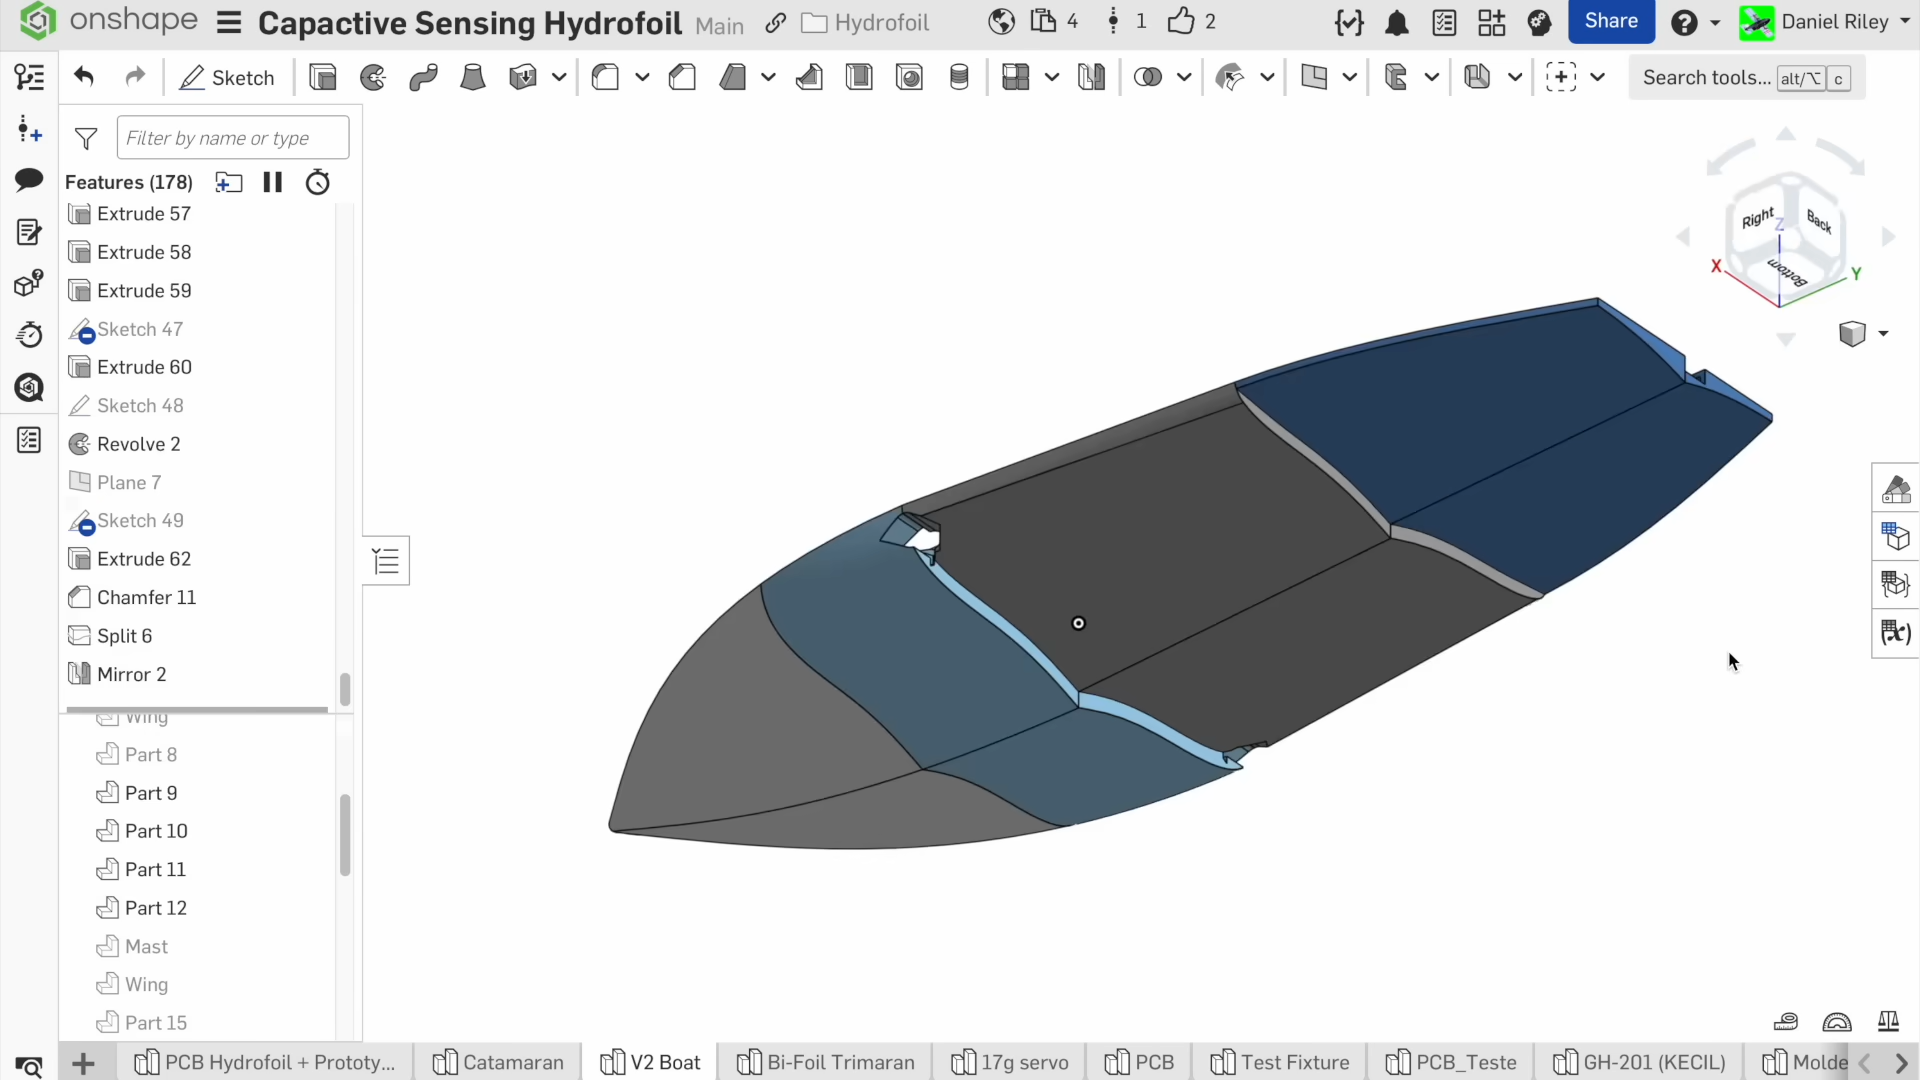 onshape Capactive Sensing Hydrofoil Main Hydrofoil 4 1 2 Share Daniel Riley
Sketch Search tools... alt/⌥ c
Filter by name or type
Features (178)
Extrude 57
Extrude 58
Extrude 59
Sketch 47
Extrude 60
Sketch 48
Revolve 2
Plane 7
Sketch 49
Extrude 62
Chamfer 11
Split 6
Mirror 2
Wing
Part 8
Part 9
Part 10
Part 11
Part 12
Mast
Wing
Part 15
Right Back
Z
Bottom
X Y
PCB Hydrofoil + Prototy... Catamaran V2 Boat Bi-Foil Trimaran 17g servo PCB Test Fixture PCB_Teste GH-201 (KECIL) Molde